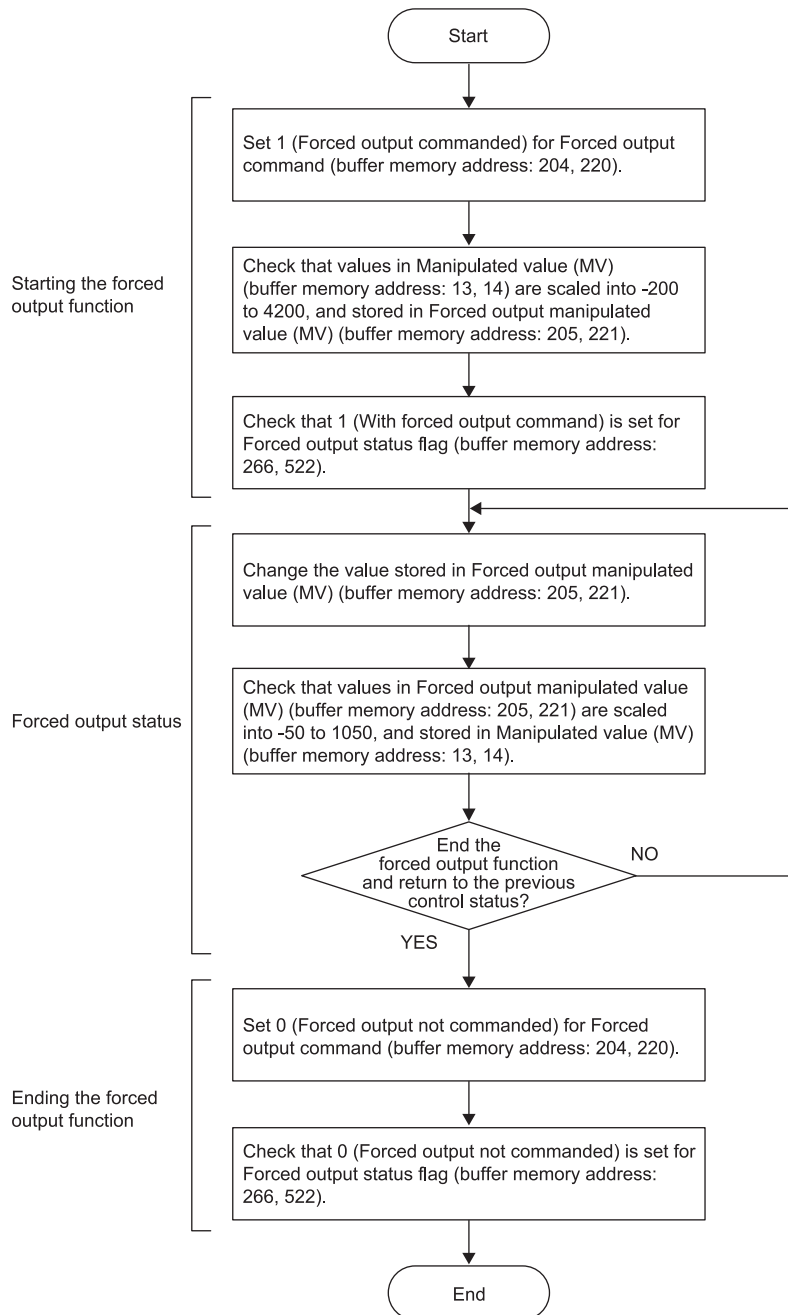 Start
Starting the forced
output function
Set 1 (Forced output commanded) for Forced output
command (buffer memory address: 204, 220).
Check that values in Manipulated value (MV)
(buffer memory address: 13, 14) are scaled into -200
to 4200, and stored in Forced output manipulated
value (MV) (buffer memory address: 205, 221).
Check that 1 (With forced output command) is set for
Forced output status flag (buffer memory address:
266, 522).
Forced output status
Change the value stored in Forced output manipulated
value (MV) (buffer memory address: 205, 221).
Check that values in Forced output manipulated value
(MV) (buffer memory address: 205, 221) are scaled
into -50 to 1050, and stored in Manipulated value (MV)
(buffer memory address: 13, 14).
End the
forced output function
and return to the previous
control status?
NO
YES
Ending the forced
output function
Set 0 (Forced output not commanded) for Forced
output command (buffer memory address: 204, 220).
Check that 0 (Forced output not commanded) is set for
Forced output status flag (buffer memory address:
266, 522).
End